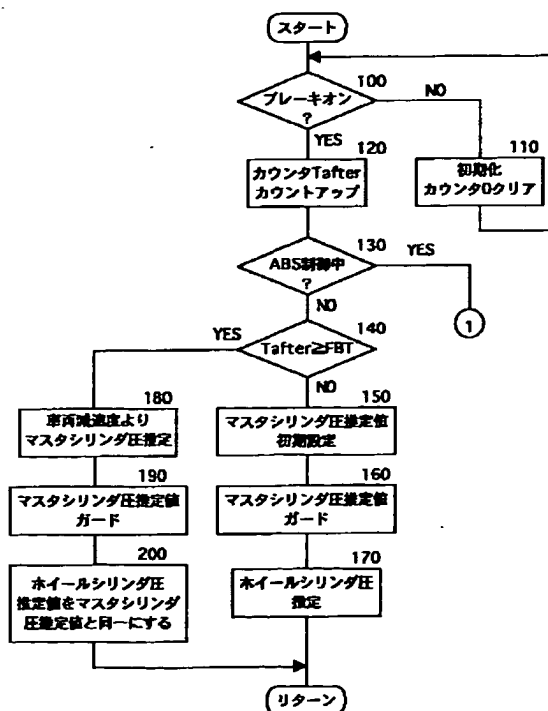 スタート
100
ブレーキオン
?
NO
YES
120
カウンタTafter
カウントアップ
110
初期化
カウンタ0クリア
130
ABS制御中
?
YES
NO
1
140
Tafter≧FBT
YES
NO
180
車両減速度より
マスタシリンダ圧推定
150
マスタシリンダ圧推定値
初期設定
190
マスタシリンダ圧推定値
ガード
160
マスタシリンダ圧推定値
ガード
200
ホイールシリンダ圧
推定値をマスタシリンダ
圧推定値と同一にする
170
ホイールシリンダ圧
推定
リターン